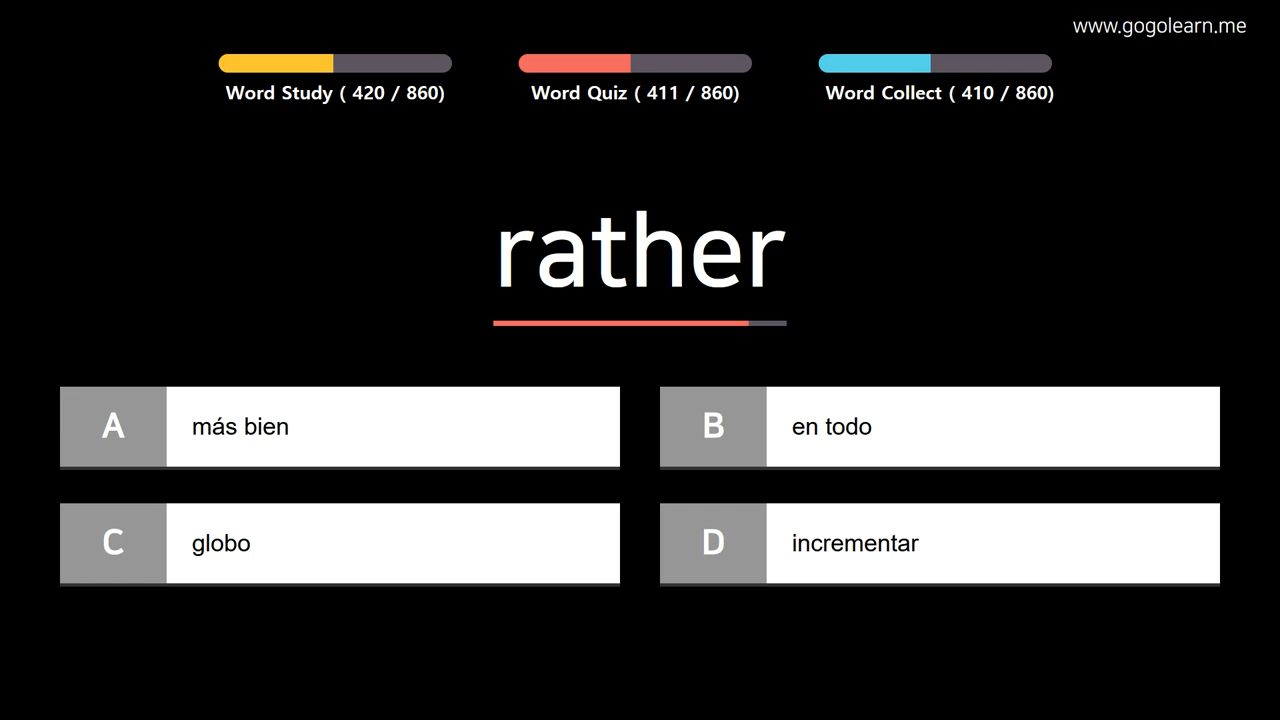 www.gogolearn.me
Word Study ( 420 / 860)
Word Quiz ( 411 / 860)
Word Collect ( 410 / 860)
rather
A más bien
B en todo
C globo
D incrementar